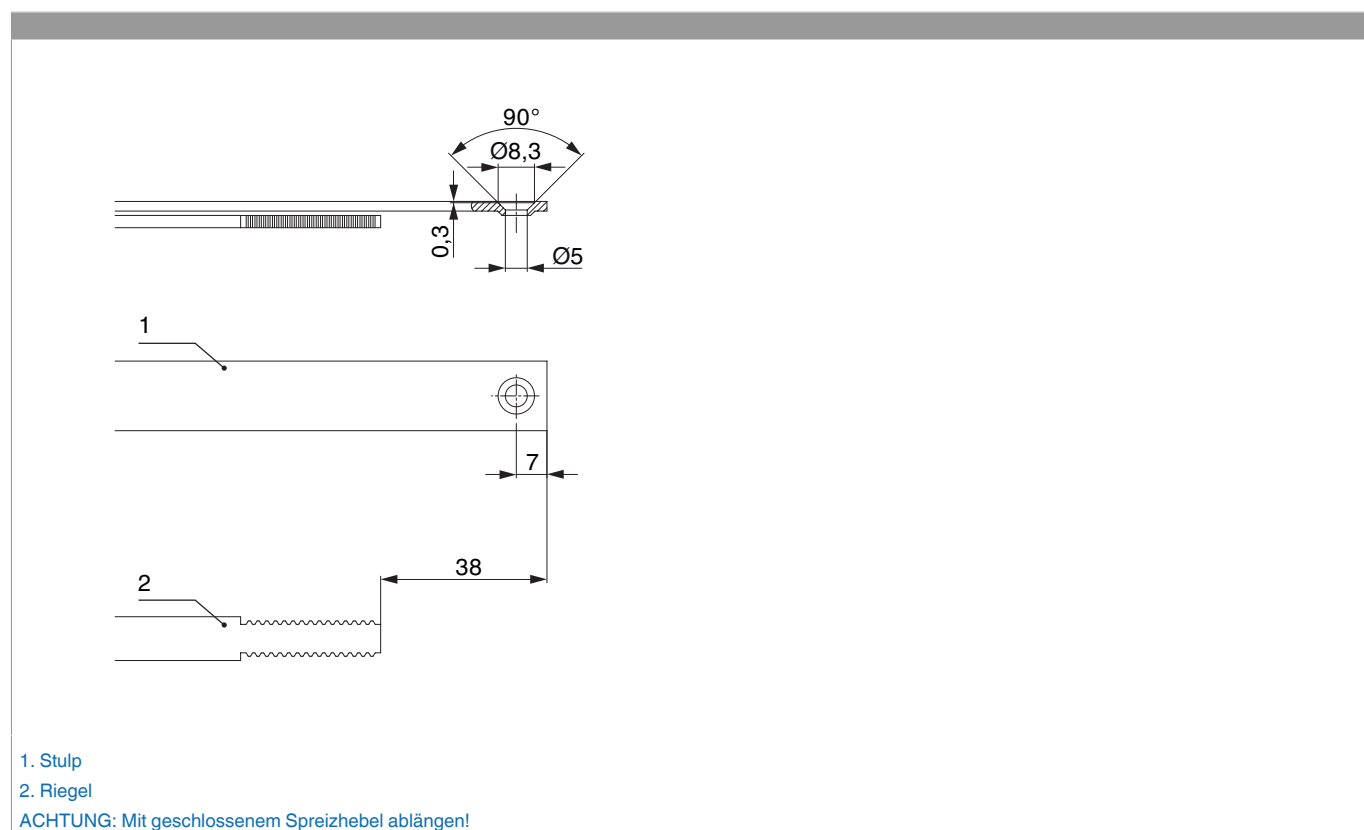 90°
Ø8,3
0,3
Ø5
1
7
38
2
1. Stulp
2. Riegel
ACHTUNG: Mit geschlossenem Spreizhebel ablängen!